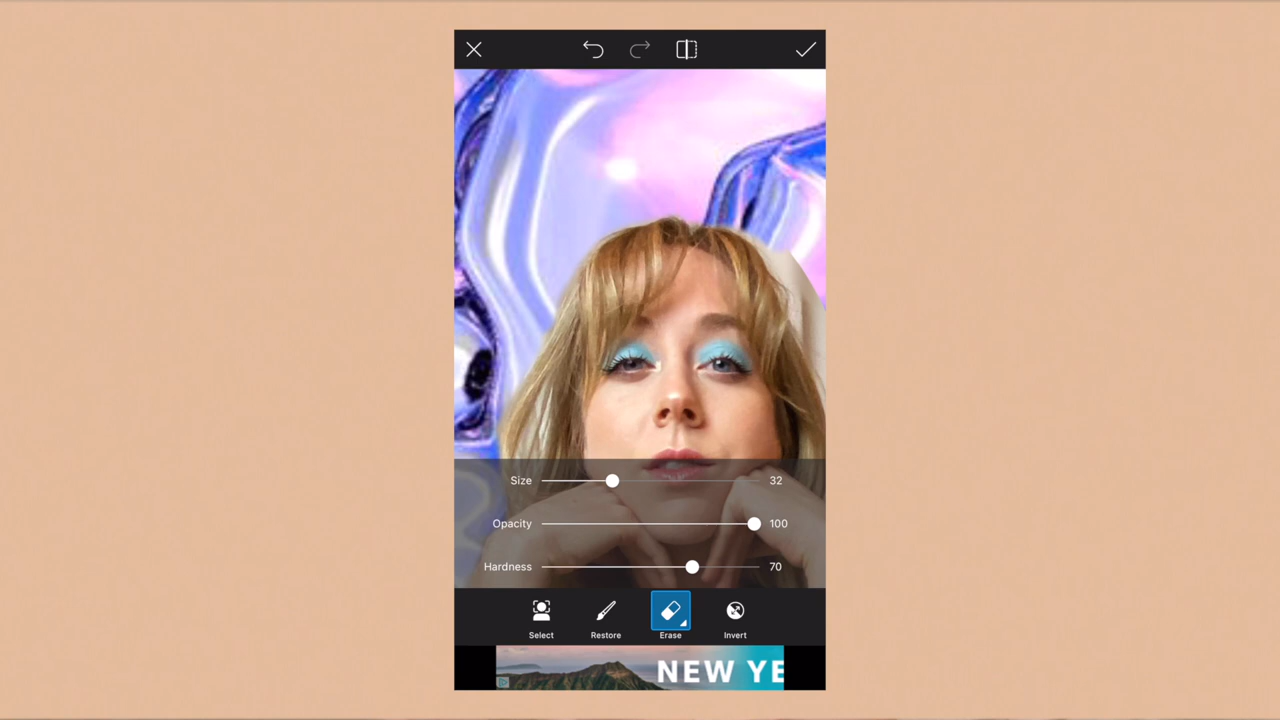 Size 32
Opacity 100
Hardness 70
Select Restore Erase Invert
NEW YE